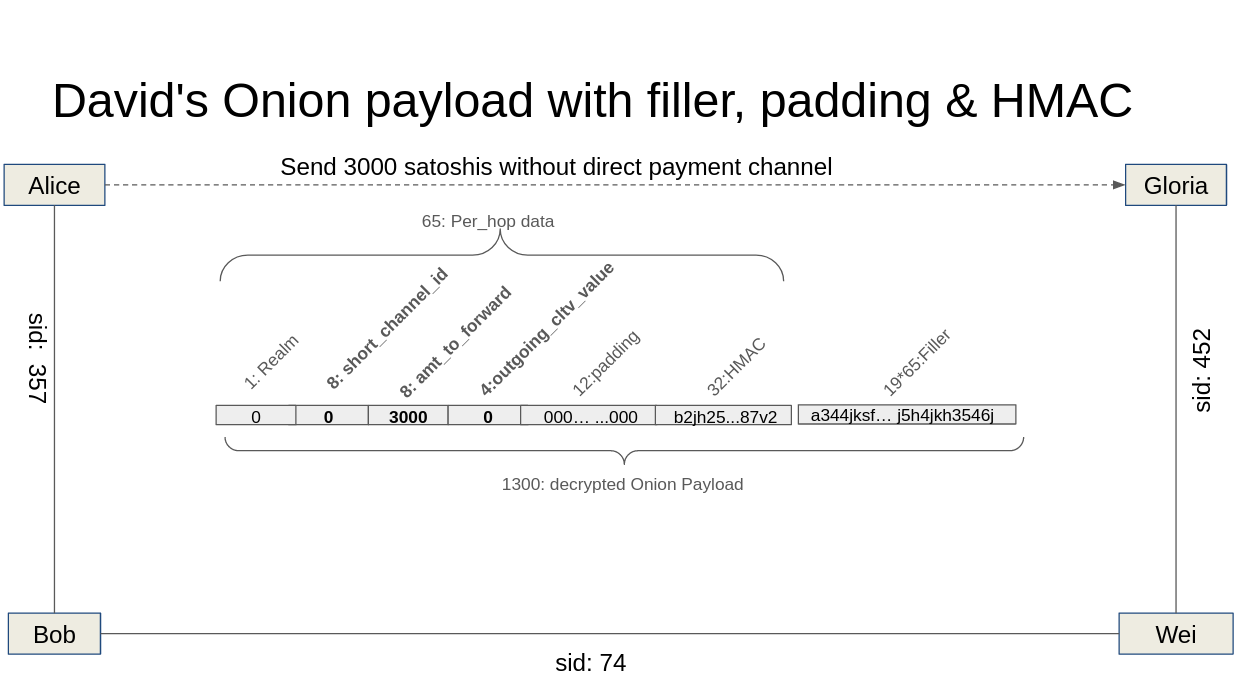 David's Onion payload with filler, padding & HMAC
Send 3000 satoshis without direct payment channel
Alice
Gloria
65: Per_hop data
1: Realm
8: short_channel_id
8: amt_to_forward
4:outgoing_cltv_value
12:padding
32:HMAC
19*65:Filler
sid: 357
sid: 452
0
0
3000
0
000… ...000
b2jh25...87v2
a344jksf… j5h4jkh3546j
1300: decrypted Onion Payload
Bob
Wei
sid: 74